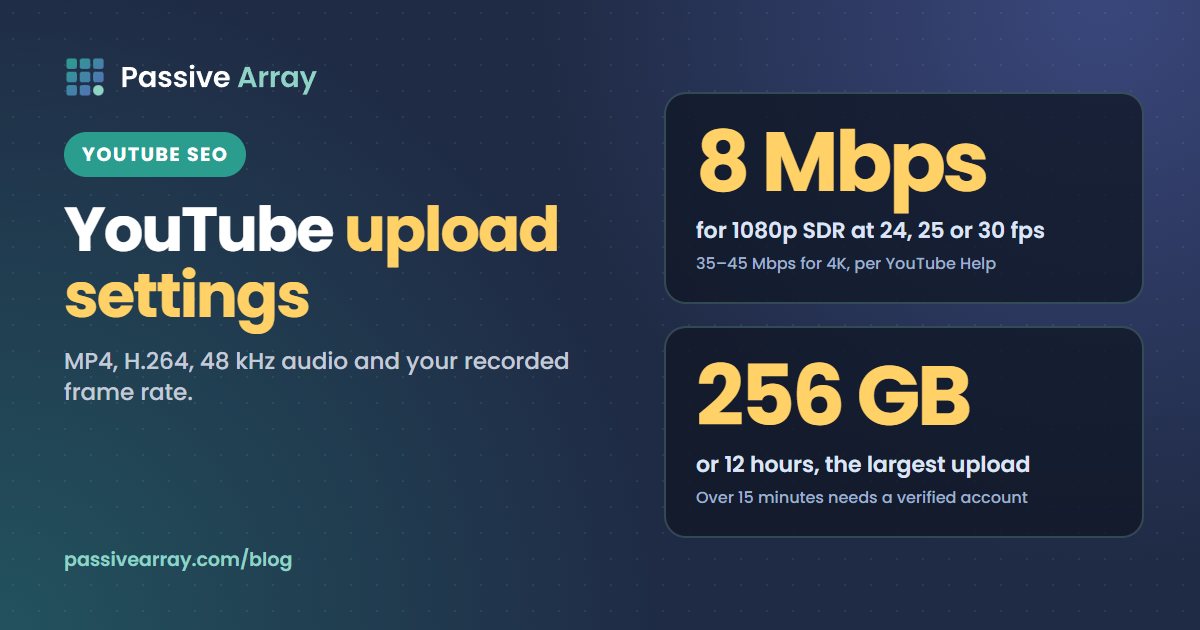 Passive Array
YOUTUBE SEO
YouTube upload
settings
MP4, H.264, 48 kHz audio and your recorded
frame rate.
passivearray.com/blog
8 Mbps
for 1080p SDR at 24, 25 or 30 fps
35–45 Mbps for 4K, per YouTube Help
256 GB
or 12 hours, the largest upload
Over 15 minutes needs a verified account